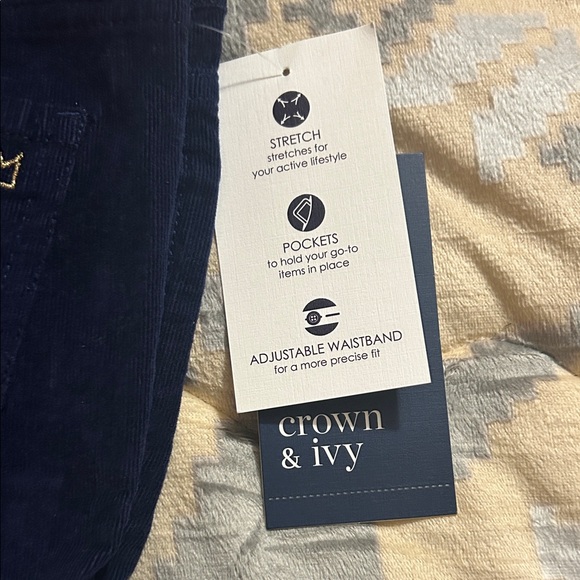 STRETCH
stretches for
your active lifestyle
POCKETS
to hold your go-to
items in place
ADJUSTABLE WAISTBAND
for a more precise fit
crown
& ivy